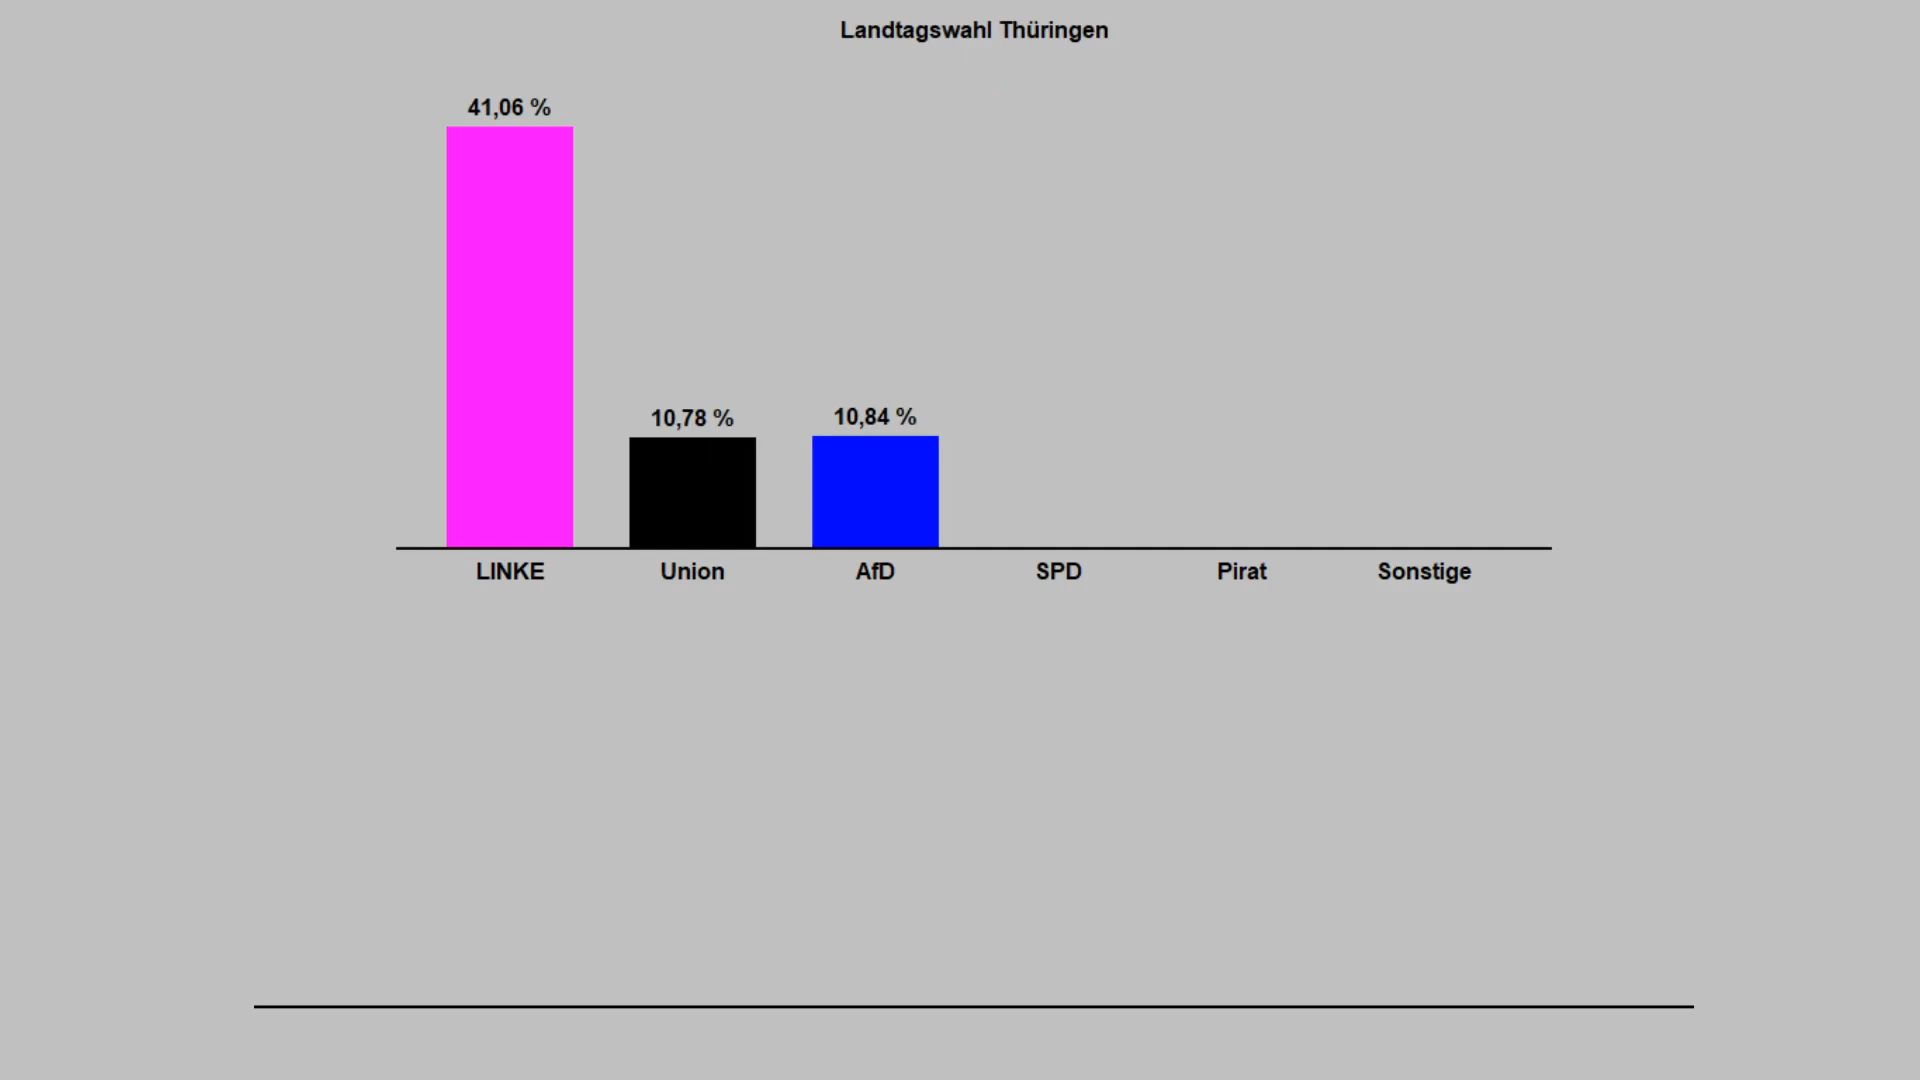 Landtagswahl Thüringen
41,06 %
10,78 %
10,84 %
LINKE
Union
AfD
SPD
Pirat
Sonstige